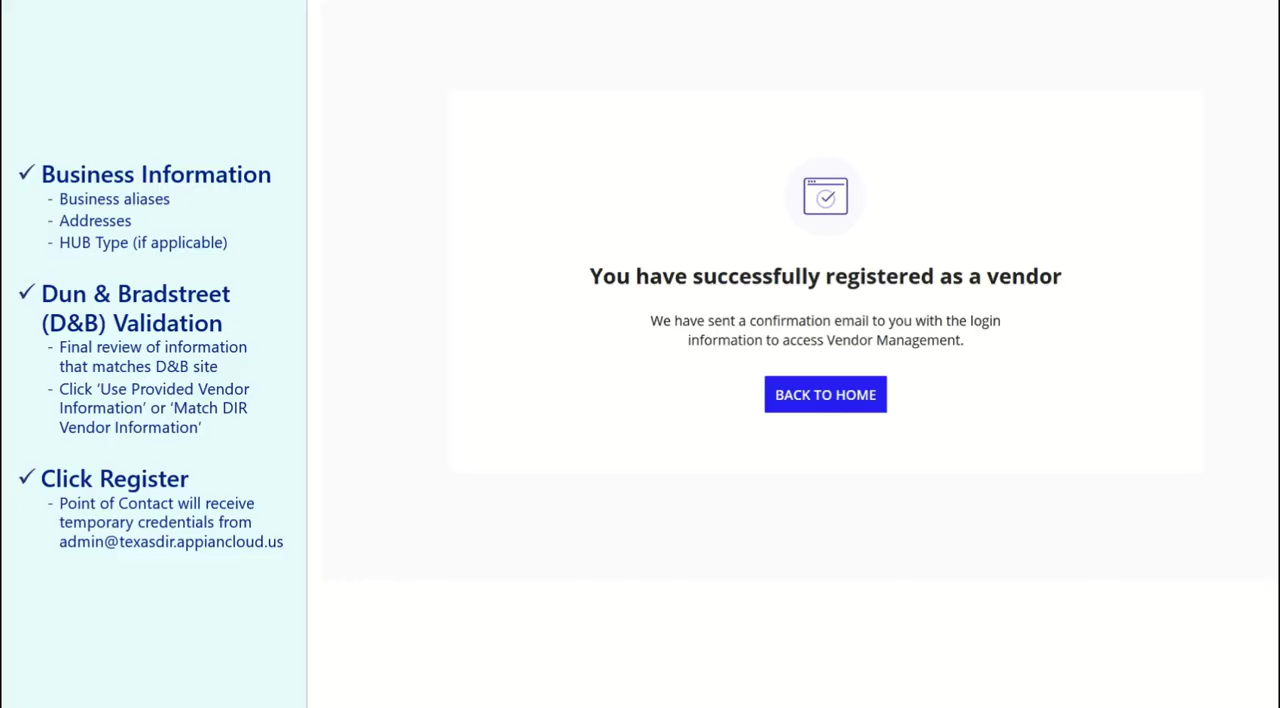 ✓ Business Information
- Business aliases
- Addresses
- HUB Type (if applicable)
✓ Dun & Bradstreet
(D&B) Validation
- Final review of information
that matches D&B site
- Click ‘Use Provided Vendor
Information’ or ‘Match DIR
Vendor Information’
✓ Click Register
- Point of Contact will receive
temporary credentials from
admin@texasdir.appiancloud.us
You have successfully registered as a vendor
We have sent a confirmation email to you with the login
information to access Vendor Management.
BACK TO HOME